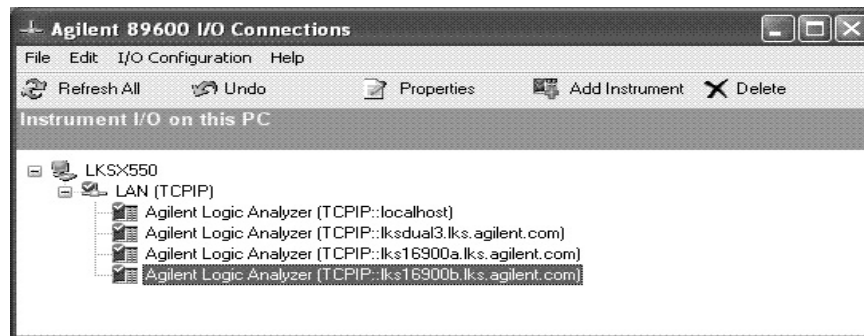 Agilent 89600 I/O Connections
File Edit I/O Configuration Help
Refresh All Undo Properties Add Instrument Delete
Instrument I/O on this PC
LKSX550
LAN (TCPIP)
Agilent Logic Analyzer (TCPIP::localhost)
Agilent Logic Analyzer (TCPIP::lksdual3.lks.agilent.com)
Agilent Logic Analyzer (TCPIP::lks16900a.lks.agilent.com)
Agilent Logic Analyzer (TCPIP::lks16900b.lks.agilent.com)